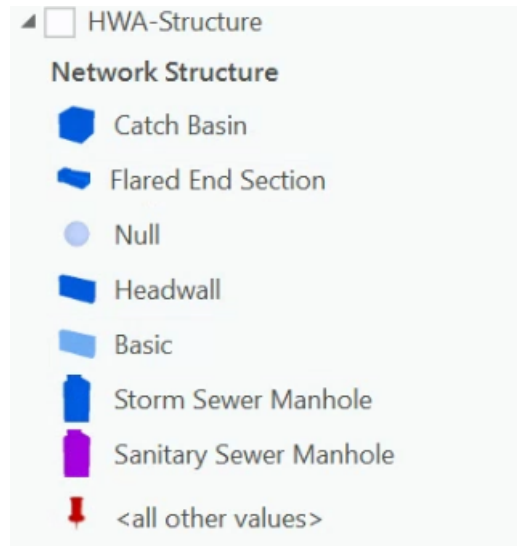 HWA-Structure
Network Structure
Catch Basin
Flared End Section
Null
Headwall
Basic
Storm Sewer Manhole
Sanitary Sewer Manhole
<all other values>